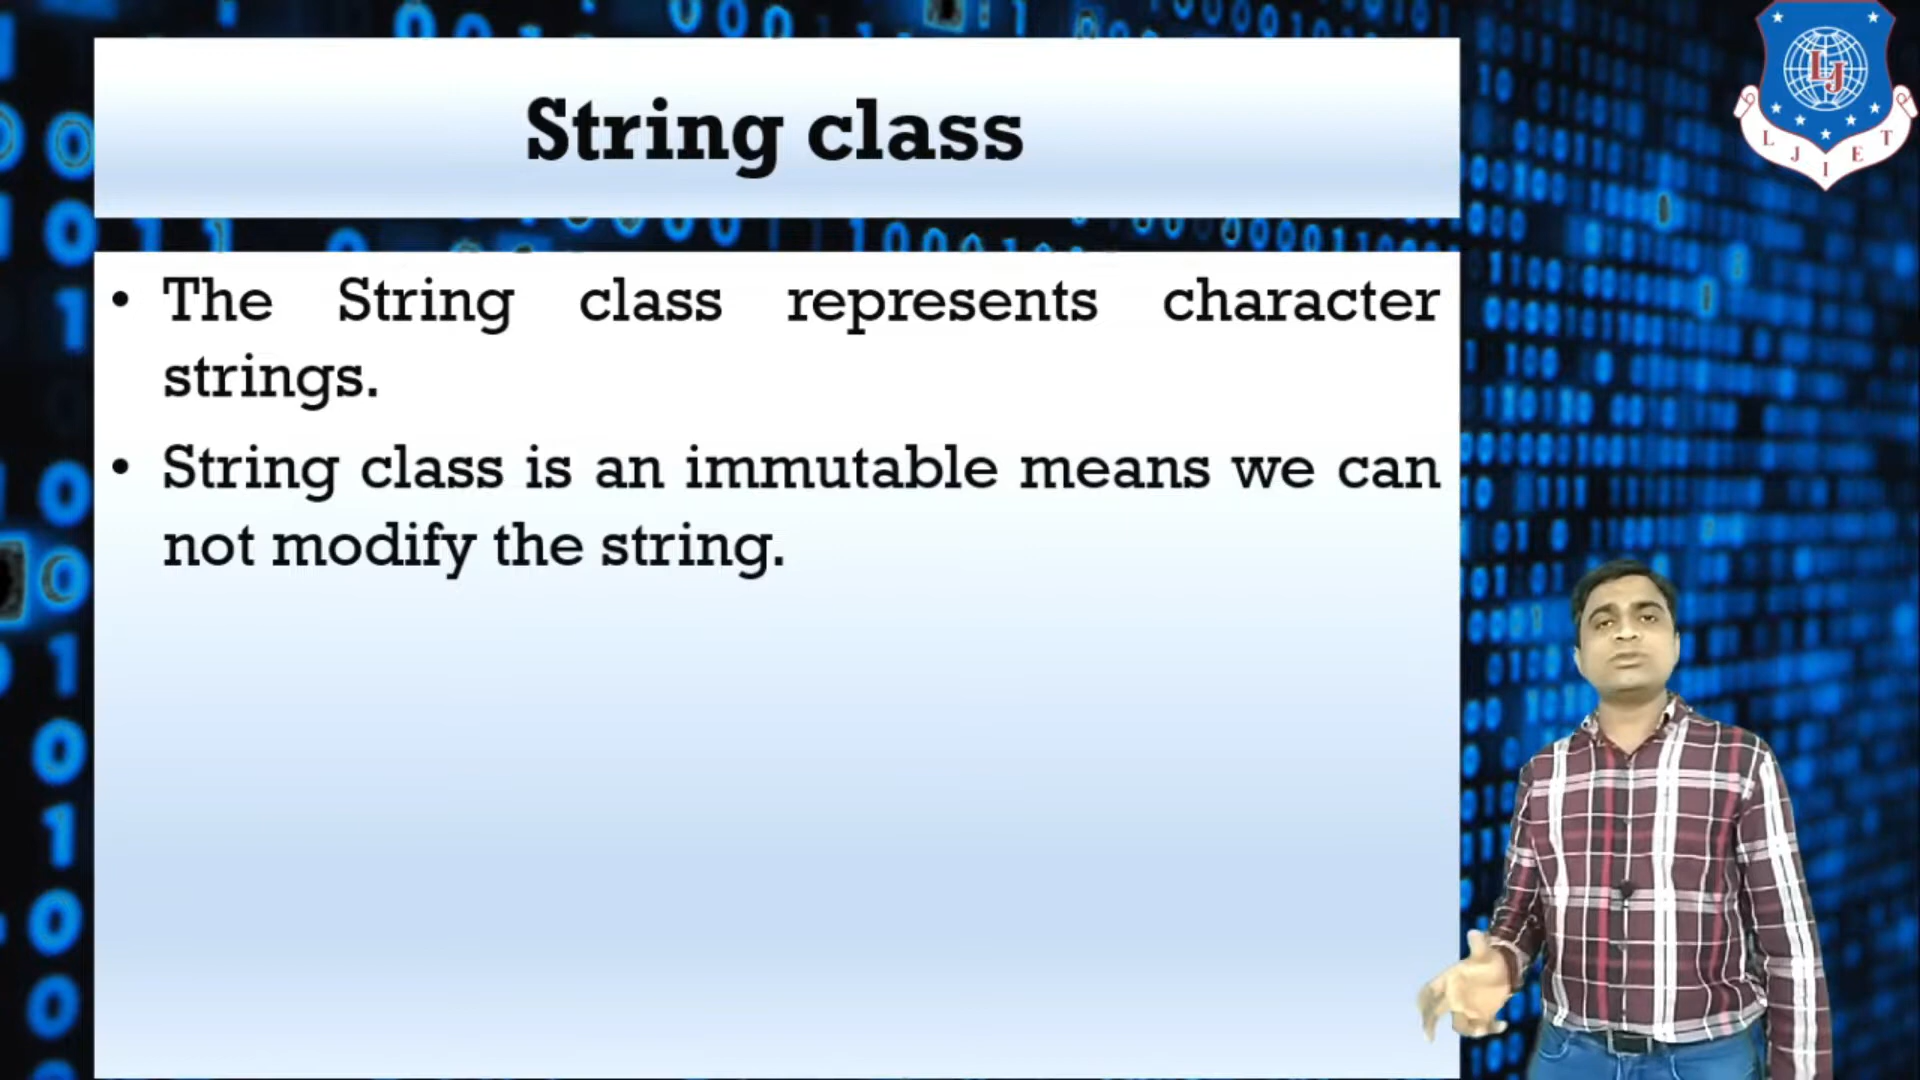 String class
• The String class represents character
strings.
• String class is an immutable means we can
not modify the string.
LJ
L J I E T